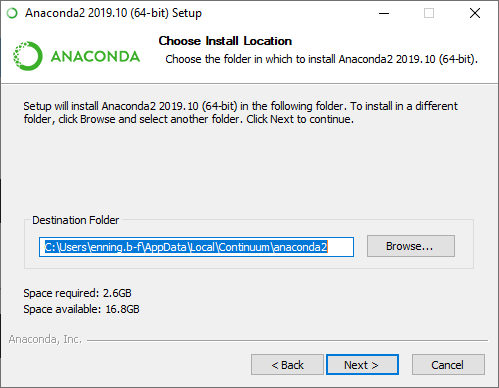 Anaconda2 2019.10 (64-bit) Setup
ANACONDA
Choose Install Location
Choose the folder in which to install Anaconda2 2019.10 (64-bit).
Setup will install Anaconda2 2019.10 (64-bit) in the following folder. To install in a different
folder, click Browse and select another folder. Click Next to continue.
Destination Folder
C:\Users\enning.b-f\AppData\Local\Continuum\anaconda2
Browse...
Space required: 2.6GB
Space available: 16.8GB
Anaconda, Inc.
< Back
Next >
Cancel